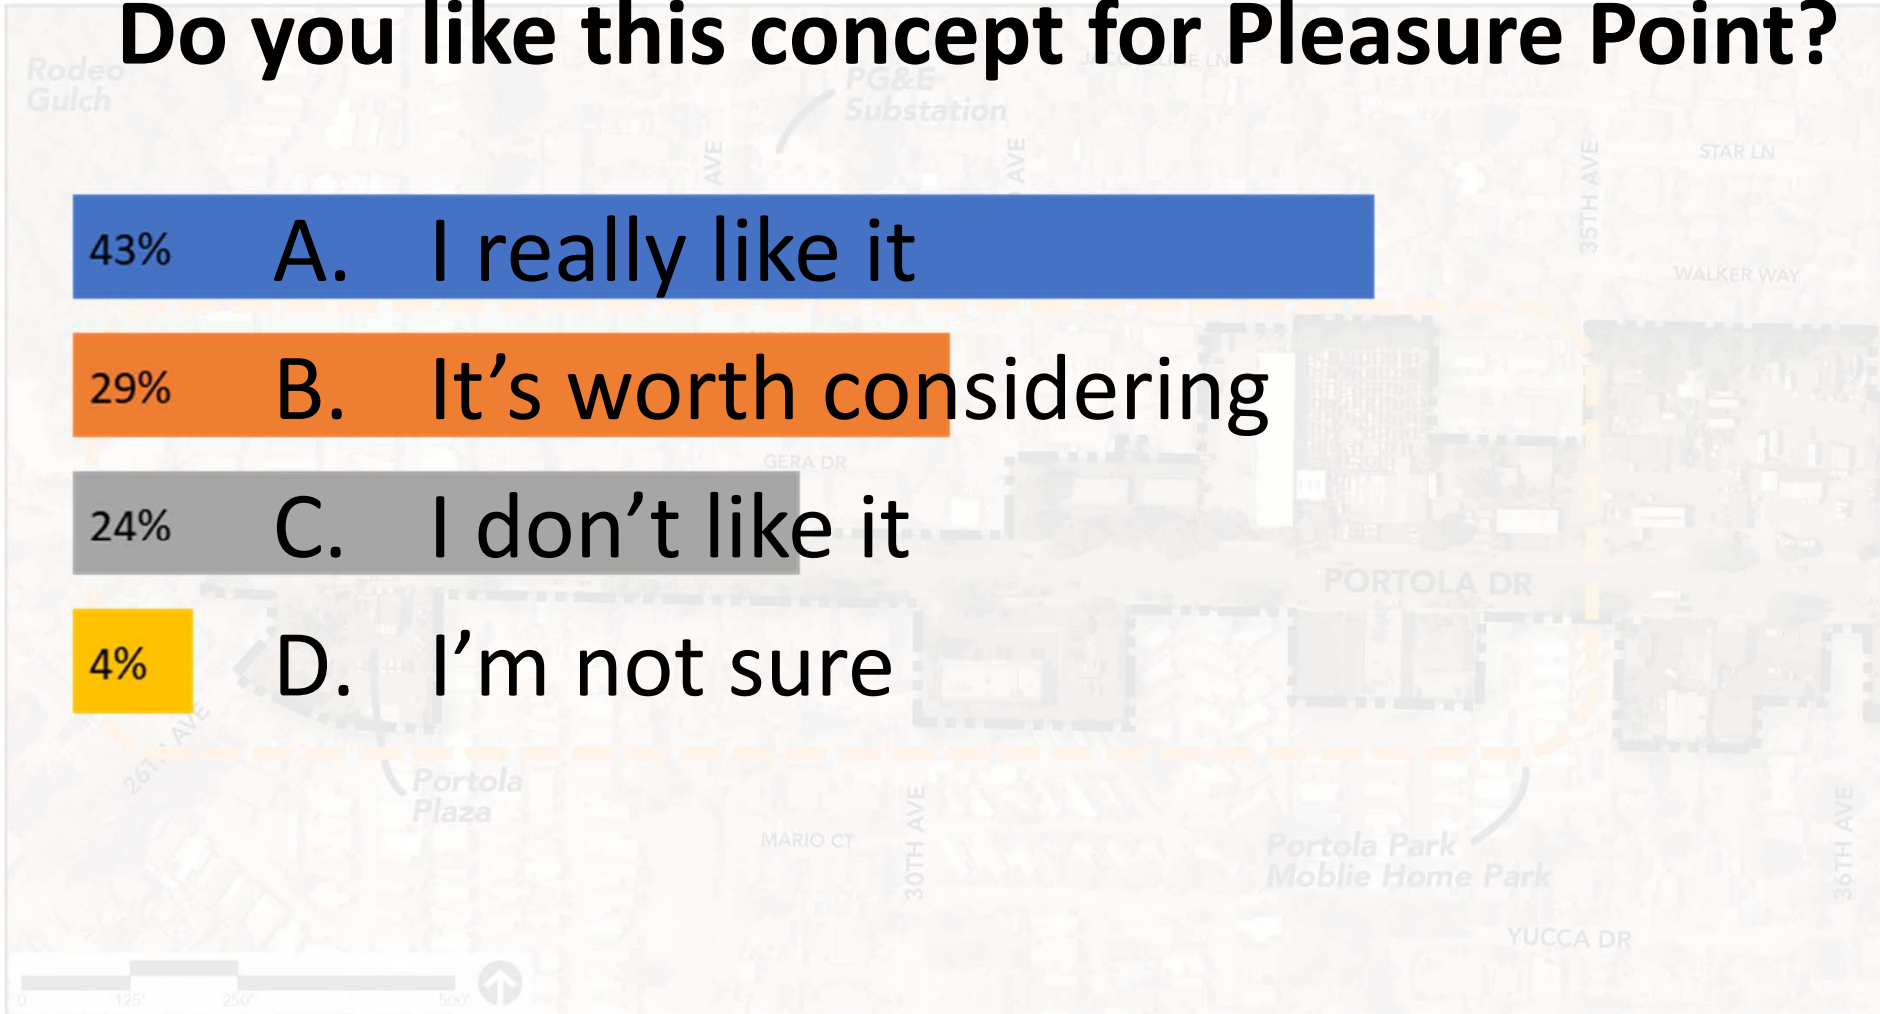 Do you like this concept for Pleasure Point?
Rodeo
Gulch
PG&E
Substation
AVE
AVE
35TH AVE
STAR LN
WALKER WAY
43% A. I really like it
29% B. It’s worth considering
GERA DR
24% C. I don’t like it
PORTOLA DR
4% D. I’m not sure
AVE
Portola
Plaza
MARIO CT
30TH AVE
Portola Park
Moblie Home Park
36TH AVE
YUCCA DR
0 125' 250' 500'